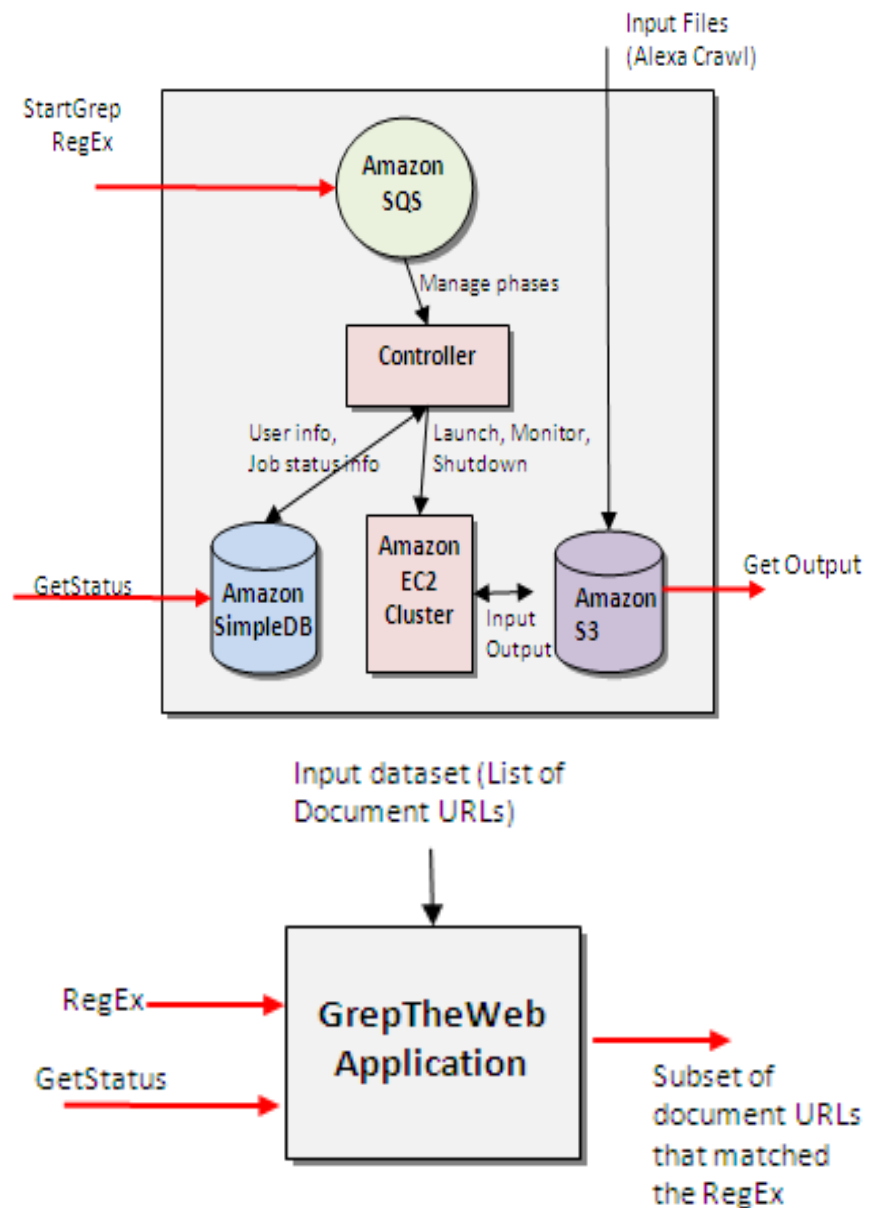 Input Files
(Alexa Crawl)
StartGrep
RegEx
Amazon
SQS
Manage phases
Controller
User info,
Job status info
Launch, Monitor,
Shutdown
GetStatus
Amazon
SimpleDB
Amazon
EC2
Cluster
Input
Output
Amazon
S3
Get Output
Input dataset (List of
Document URLs)
RegEx
GetStatus
GrepTheWeb
Application
Subset of
document URLs
that matched
the RegEx